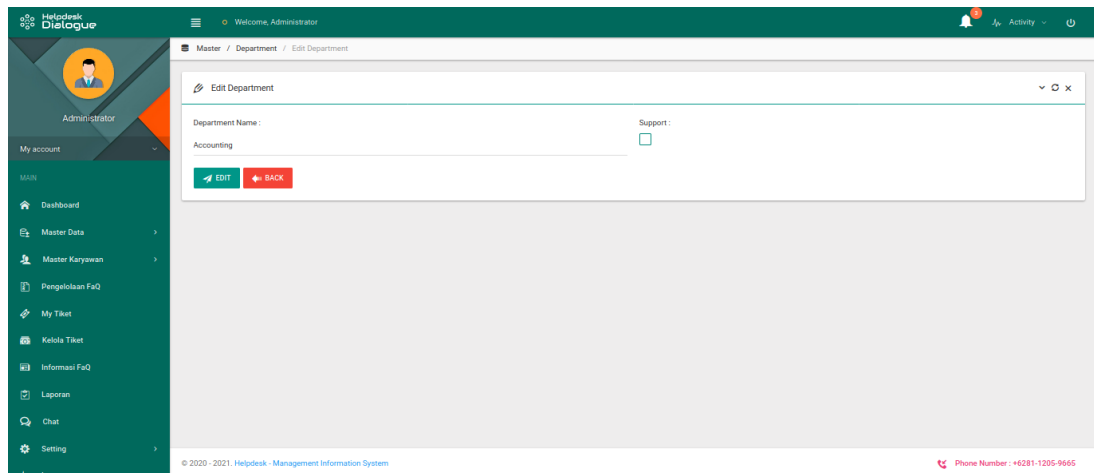 Helpdesk
Dialogue
Welcome, Administrator
3
Activity
Master / Department / Edit Department
Administrator
My account
MAIN
Dashboard
Master Data
Master Karyawan
Pengelolaan FaQ
My Tiket
Kelola Tiket
Informasi FaQ
Laporan
Chat
Setting
Edit Department
Department Name :
Support :
Accounting
EDIT
BACK
© 2020 - 2021. Helpdesk - Management Information System
Phone Number : +6281-1205-9665